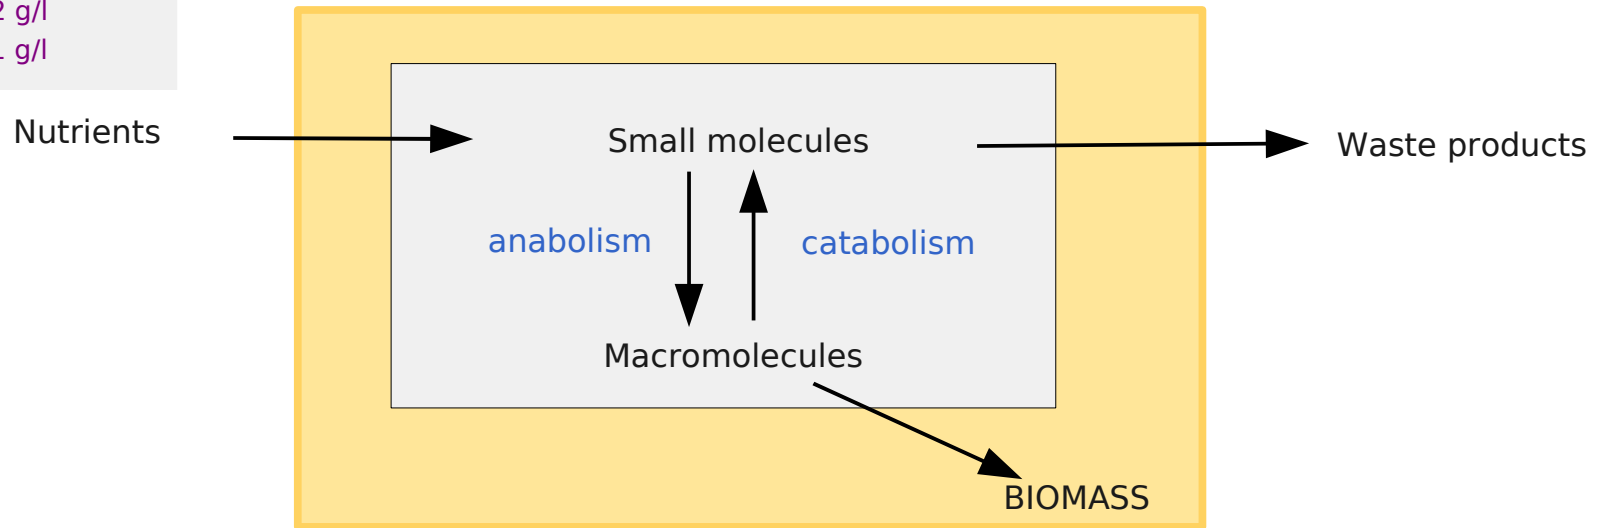 g/l
g/l
Nutrients
Small molecules
Waste products
anabolism
catabolism
Macromolecules
BIOMASS